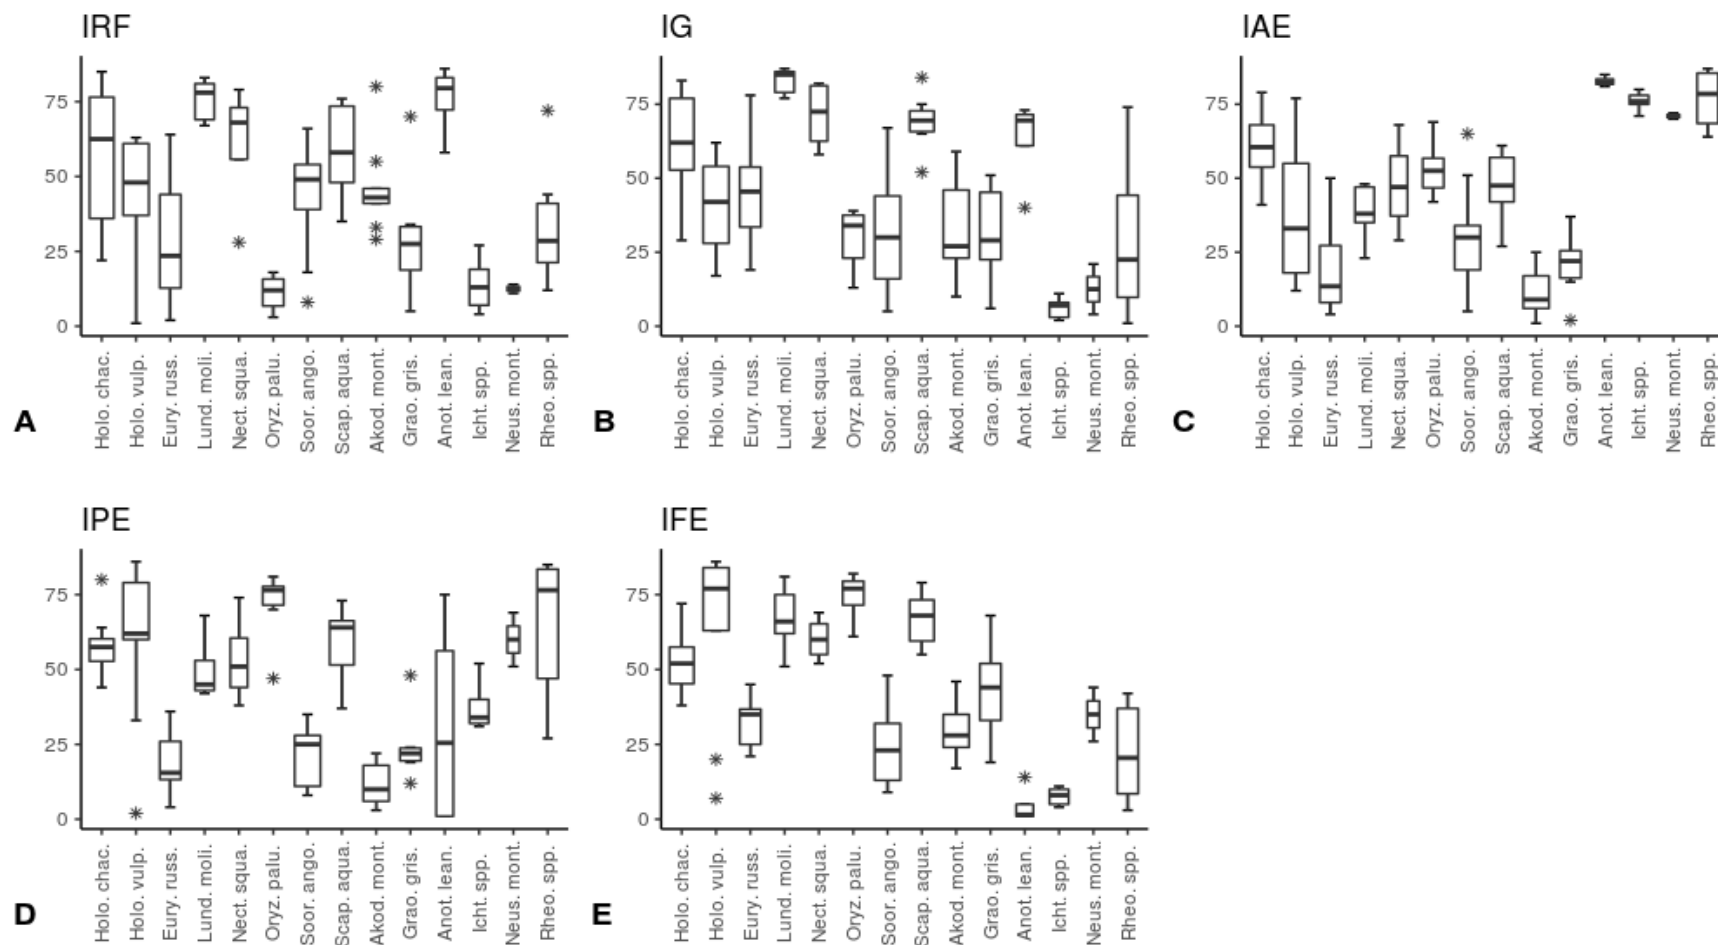 IRF
75
50
25
0
Holo. chac.
Holo. vulp.
Eury. russ.
Lund. moli.
Nect. squa.
Oryz. palu.
Soor. ango.
Scap. aqua.
Akod. mont.
Grao. gris.
Anot. lean.
Icht. spp.
Neus. mont.
Rheo. spp.
A
IG
75
50
25
0
Holo. chac.
Holo. vulp.
Eury. russ.
Lund. moli.
Nect. squa.
Oryz. palu.
Soor. ango.
Scap. aqua.
Akod. mont.
Grao. gris.
Anot. lean.
Icht. spp.
Neus. mont.
Rheo. spp.
B
IAE
75
50
25
0
Holo. chac.
Holo. vulp.
Eury. russ.
Lund. moli.
Nect. squa.
Oryz. palu.
Soor. ango.
Scap. aqua.
Akod. mont.
Grao. gris.
Anot. lean.
Icht. spp.
Neus. mont.
Rheo. spp.
C
IPE
75
50
25
0
Holo. chac.
Holo. vulp.
Eury. russ.
Lund. moli.
Nect. squa.
Oryz. palu.
Soor. ango.
Scap. aqua.
Akod. mont.
Grao. gris.
Anot. lean.
Icht. spp.
Neus. mont.
Rheo. spp.
D
IFE
75
50
25
0
Holo. chac.
Holo. vulp.
Eury. russ.
Lund. moli.
Nect. squa.
Oryz. palu.
Soor. ango.
Scap. aqua.
Akod. mont.
Grao. gris.
Anot. lean.
Icht. spp.
Neus. mont.
Rheo. spp.
E